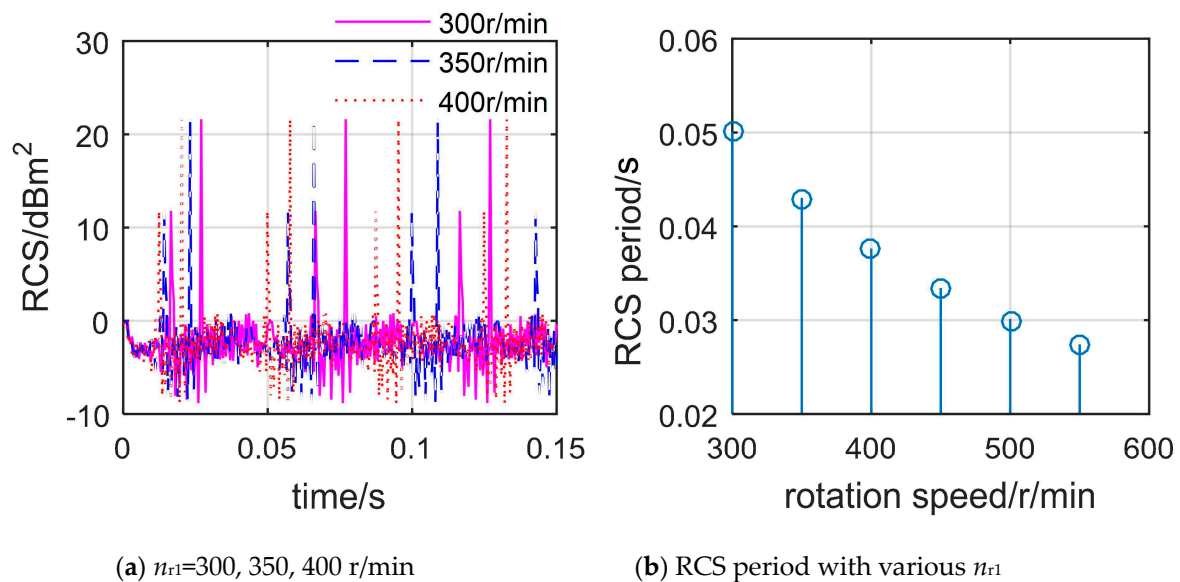 300r/min
350r/min
400r/min
30
20
10
0
-10
RCS/dBm²
0
0.05
0.1
0.15
time/s
0.06
0.05
0.04
0.03
0.02
RCS period/s
300
400
500
600
rotation speed/r/min
(a) nr1=300, 350, 400 r/min
(b) RCS period with various nr1